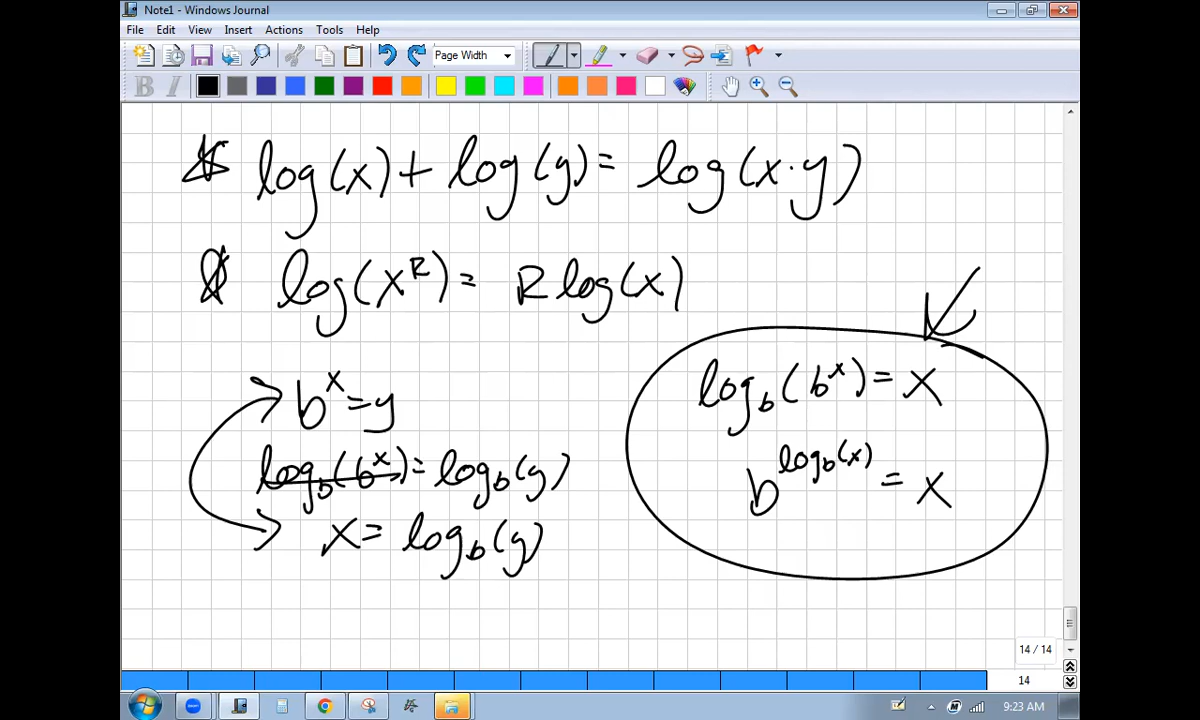 Note1 - Windows Journal
File Edit View Insert Actions Tools Help
Page Width
B I
log(x) + log(y) = log(x·y)
log(x^R) = R log(x)
b^x = y
log_b(b^x) = log_b(y)
x = log_b(y)
log_b(b^x) = x
b^log_b(x) = x
14 / 14
14
9:23 AM